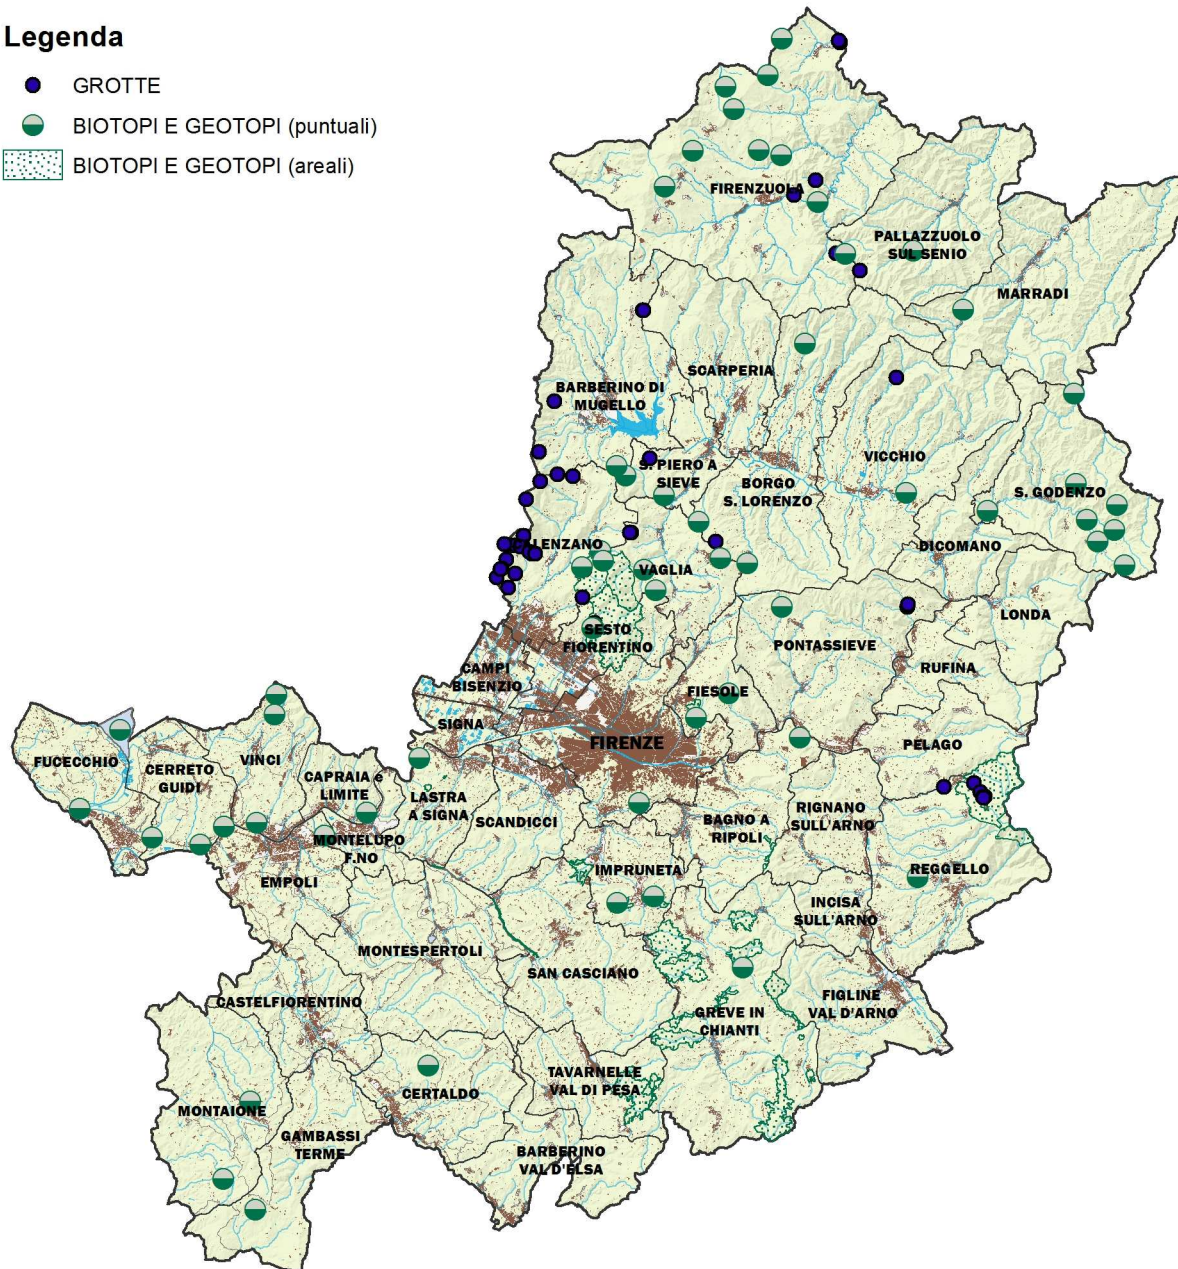 Legenda
GROTTE
BIOTOPI E GEOTOPI (puntuali)
BIOTOPI E GEOTOPI (areali)
FIRENZUOLA
PALLAZZUOLO
SUL SENIO
MARRADI
SCARPERIA
BARBERINO DI
MUGELLO
VICCHIO
S. PIERO A
SIEVE
BORGO
S. LORENZO
S. GODENZO
LLENZANO
DICOMANO
VAGLIA
LONDA
SESTO
FIORENTINO
PONTASSIEVE
RUFINA
CAMPI
BISENZIO
FIESOLE
SIGNA
FIRENZE
PELAGO
FUCECCHIO
CERRETO
GUIDI
VINCI
CAPRAIA e
LIMITE
LASTRA
A SIGNA
SCANDICCI
BAGNO A
RIPOLI
RIGNANO
SULL'ARNO
MONTELUPO
F.NO
EMPOLI
IMPRUNETA
REGGELLO
INCISA
SULL'ARNO
MONTESPERTOLI
SAN CASCIANO
CASTELFIORENTINO
GREVE IN
CHIANTI
FIGLINE
VAL D'ARNO
TAVARNELLE
VAL DI PESA
CERTALDO
MONTAIONE
GAMBASSI
TERME
BARBERINO
VAL D'ELSA